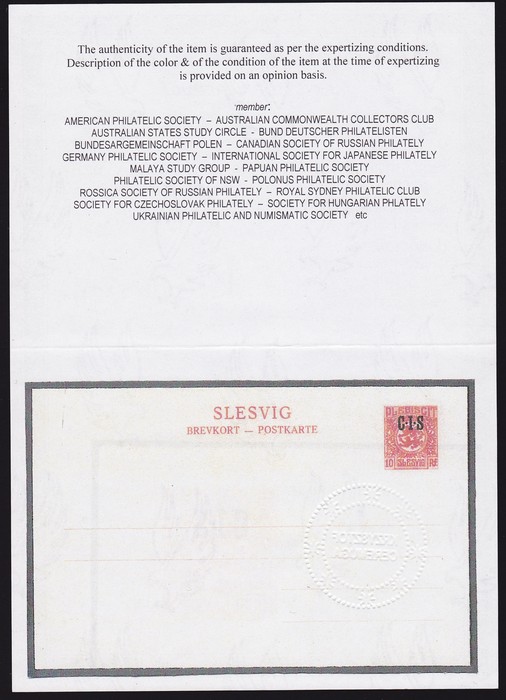 The authenticity of the item is guaranteed as per the expertizing conditions.
Description of the color & of the condition of the item at the time of expertizing
is provided on an opinion basis.
member:
AMERICAN PHILATELIC SOCIETY – AUSTRALIAN COMMONWEALTH COLLECTORS CLUB
AUSTRALIAN STATES STUDY CIRCLE - BUND DEUTSCHER PHILATELISTEN
BUNDESARGEMEINSCHAFT POLEN – CANADIAN SOCIETY OF RUSSIAN PHILATELY
GERMANY PHILATELIC SOCIETY – INTERNATIONAL SOCIETY FOR JAPANESE PHILATELY
MALAYA STUDY GROUP - PAPUAN PHILATELIC SOCIETY
PHILATELIC SOCIETY OF NSW - POLONUS PHILATELIC SOCIETY
ROSSICA SOCIETY OF RUSSIAN PHILATELY – ROYAL SYDNEY PHILATELIC CLUB
SOCIETY FOR CZECHOSLOVAK PHILATELY – SOCIETY FOR HUNGARIAN PHILATELY
UKRAINIAN PHILATELIC AND NUMISMATIC SOCIETY etc
SLESVIG
BREVKORT — POSTKARTE
PLEBISCIT
C·I·S
10 SLESVIG PF.